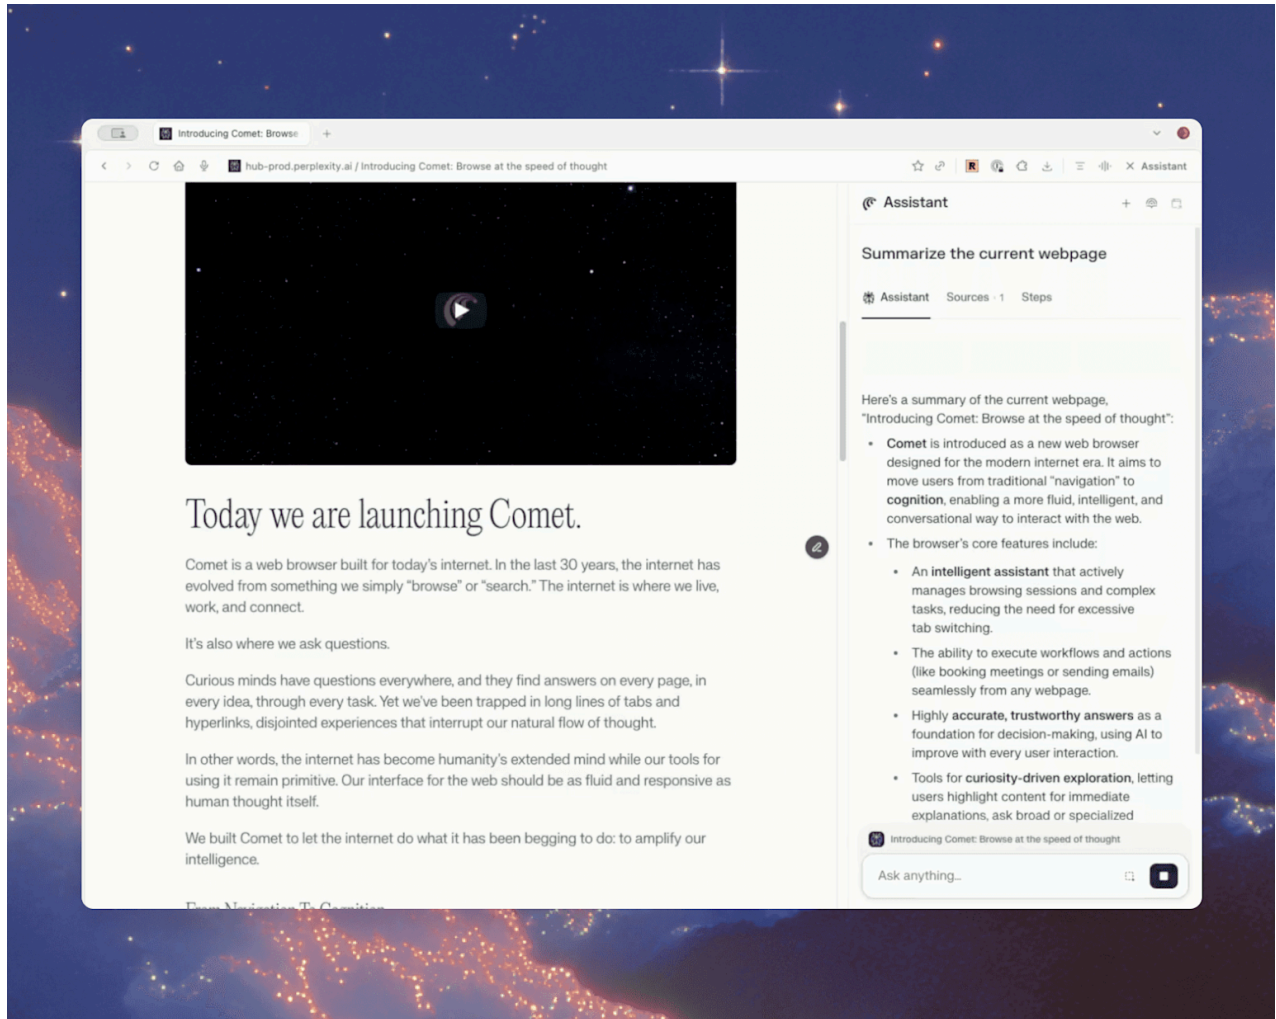 Introducing Comet: Browse
hub-prod.perplexity.ai / Introducing Comet: Browse at the speed of thought
Assistant
Today we are launching Comet.
Comet is a web browser built for today's internet. In the last 30 years, the internet has
evolved from something we simply “browse” or “search.” The internet is where we live,
work, and connect.
It's also where we ask questions.
Curious minds have questions everywhere, and they find answers on every page, in
every idea, through every task. Yet we've been trapped in long lines of tabs and
hyperlinks, disjointed experiences that interrupt our natural flow of thought.
In other words, the internet has become humanity's extended mind while our tools for
using it remain primitive. Our interface for the web should be as fluid and responsive as
human thought itself.
We built Comet to let the internet do what it has been begging to do: to amplify our
intelligence.
From Navigation To Cognition
Assistant
Summarize the current webpage
Assistant
Sources · 1
Steps
Here's a summary of the current webpage,
“Introducing Comet: Browse at the speed of thought”:
• Comet is introduced as a new web browser
designed for the modern internet era. It aims to
move users from traditional “navigation” to
cognition, enabling a more fluid, intelligent, and
conversational way to interact with the web.
• The browser's core features include:
• An intelligent assistant that actively
manages browsing sessions and complex
tasks, reducing the need for excessive
tab switching.
• The ability to execute workflows and actions
(like booking meetings or sending emails)
seamlessly from any webpage.
• Highly accurate, trustworthy answers as a
foundation for decision-making, using AI to
improve with every user interaction.
• Tools for curiosity-driven exploration, letting
users highlight content for immediate
explanations, ask broad or specialized
Introducing Comet: Browse at the speed of thought
Ask anything...